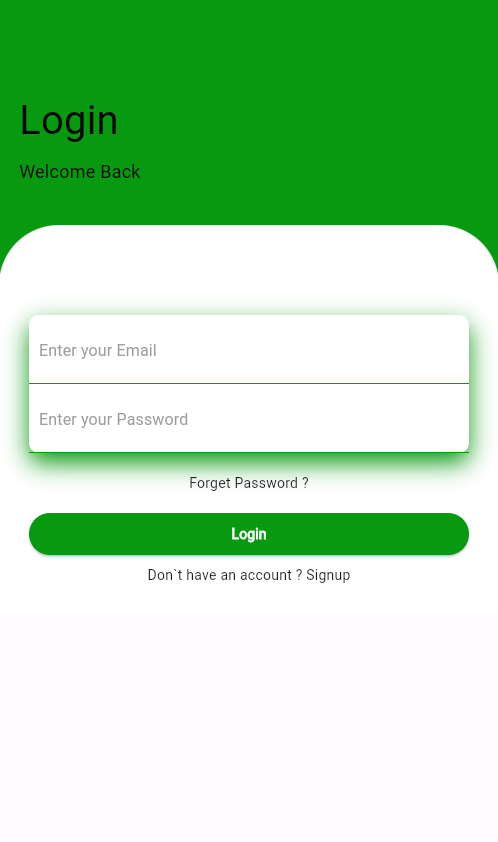 Login
Welcome Back
Enter your Email
Enter your Password
Forget Password ?
Login
Don`t have an account ? Signup